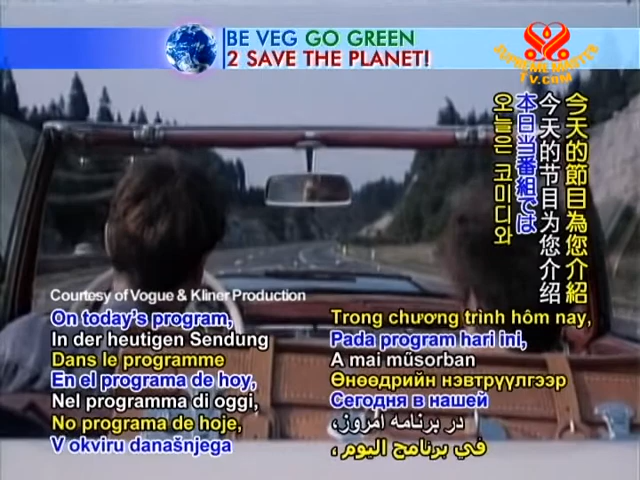 BE VEG GO GREEN
2 SAVE THE PLANET!
SUPREME MASTER
TV.COM
今天的節目為您介紹
今天的节目为您介绍
本日当番組では
오늘은 코미디와
Courtesy of Vogue & Kliner Production
On today's program,
In der heutigen Sendung
Dans le programme
En el programa de hoy,
Nel programma di oggi,
No programa de hoje,
V okviru današnjega
Trong chương trình hôm nay,
Pada program hari ini,
A mai műsorban
Өнөөдрийн нэвтрүүлгээр
Сегодня в нашей
در برنامه امروز،
في برنامج اليوم،